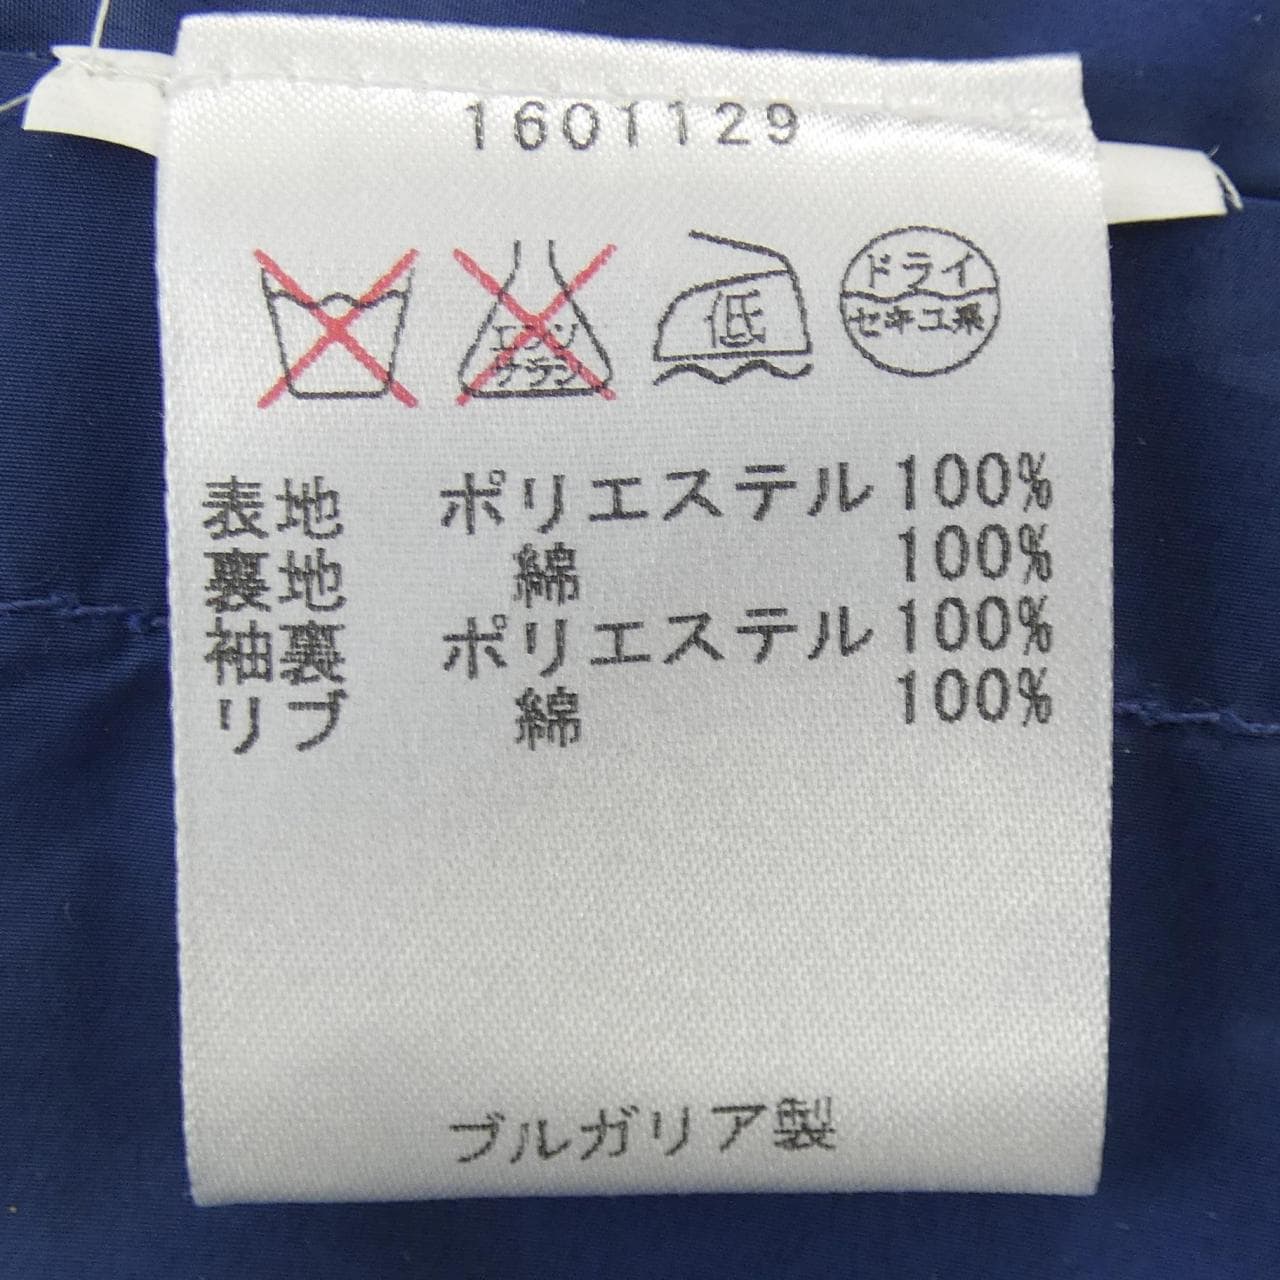 1601129
エンソ
サラシ
低
ドライ
セキユ系
表地 ポリエステル 100%
裏地 綿 100%
袖裏 ポリエステル 100%
リブ 綿 100%
ブルガリア製